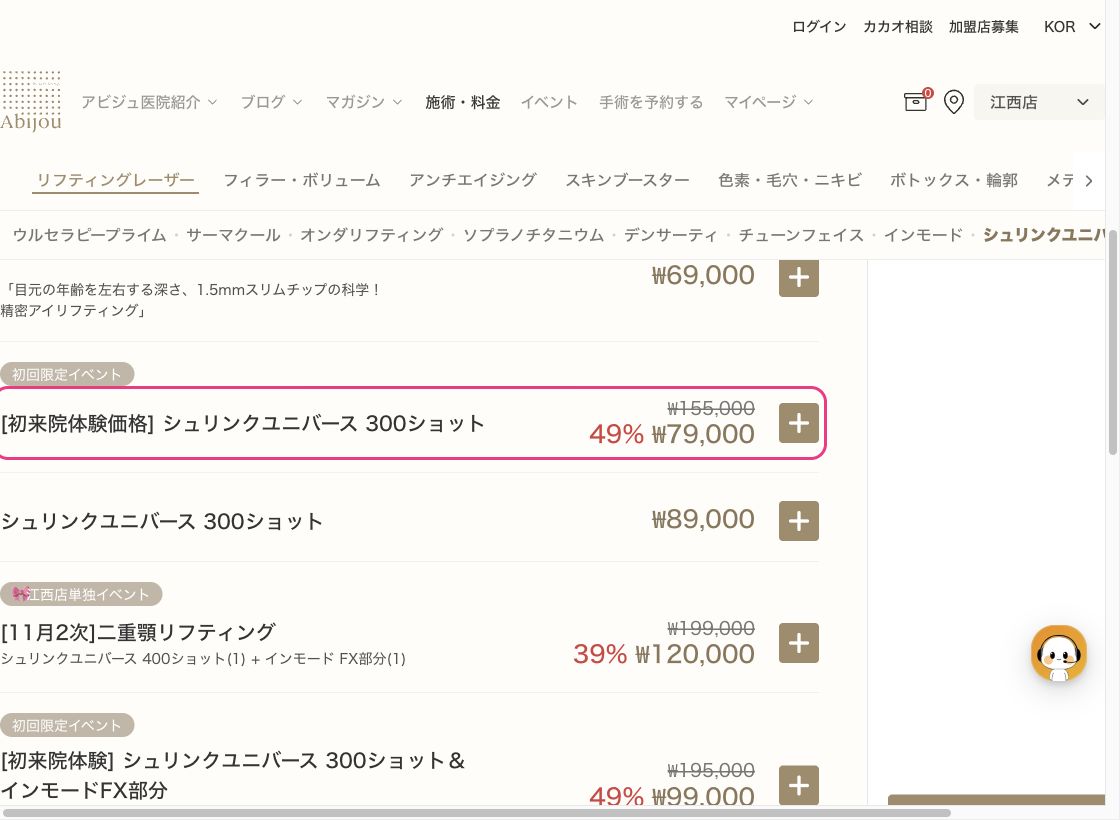 ログイン カカオ相談 加盟店募集 KOR
Abijou
アビジュ医院紹介 ブログ マガジン 施術・料金 イベント 手術を予約する マイページ 0 江西店
リフティングレーザー フィラー・ボリューム アンチエイジング スキンブースター 色素・毛穴・ニキビ ボトックス・輪郭 メテ
ウルセラピープライム・サーマクール・オンダリフティング・ソプラノチタニウム・デンサーティ・チューンフェイス・インモード・シュリンクユニバ
₩69,000
「目元の年齢を左右する深さ、1.5mmスリムチップの科学！
精密アイリフティング」
初回限定イベント
₩155,000
[初来院体験価格] シュリンクユニバース 300ショット 49% ₩79,000
シュリンクユニバース 300ショット ₩89,000
🎀江西店単独イベント
[11月2次]二重顎リフティング ₩199,000
シュリンクユニバース 400ショット(1) + インモード FX部分(1) 39% ₩120,000
初回限定イベント
[初来院体験] シュリンクユニバース 300ショット＆
₩195,000
インモードFX部分 49% ₩99,000